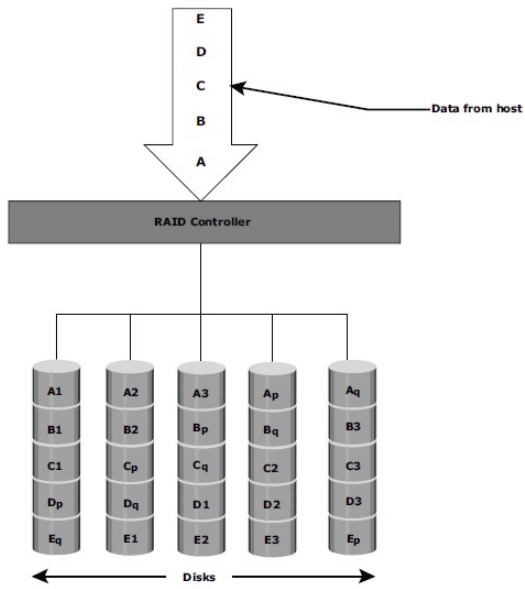 E
D
C
B
A
Data from host
RAID Controller
A1 A2 A3 Ap Aq
B1 B2 Bp Bq B3
C1 Cp Cq C2 C3
Dp Dq D1 D2 D3
Eq E1 E2 E3 Ep
Disks